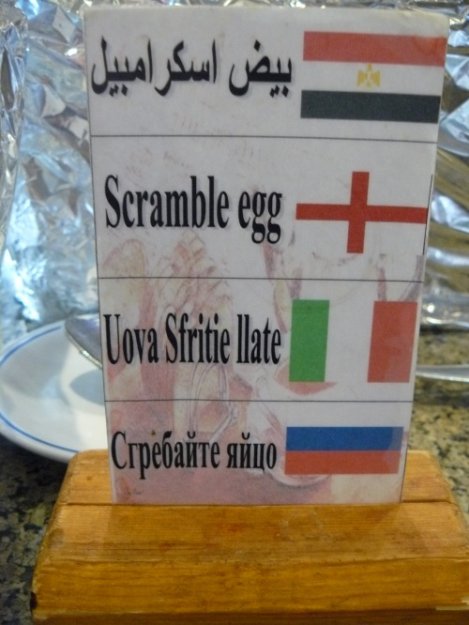 بيض اسكرامبيل
Scramble egg
Uova Sfritie llate
Сгребайте яйцо